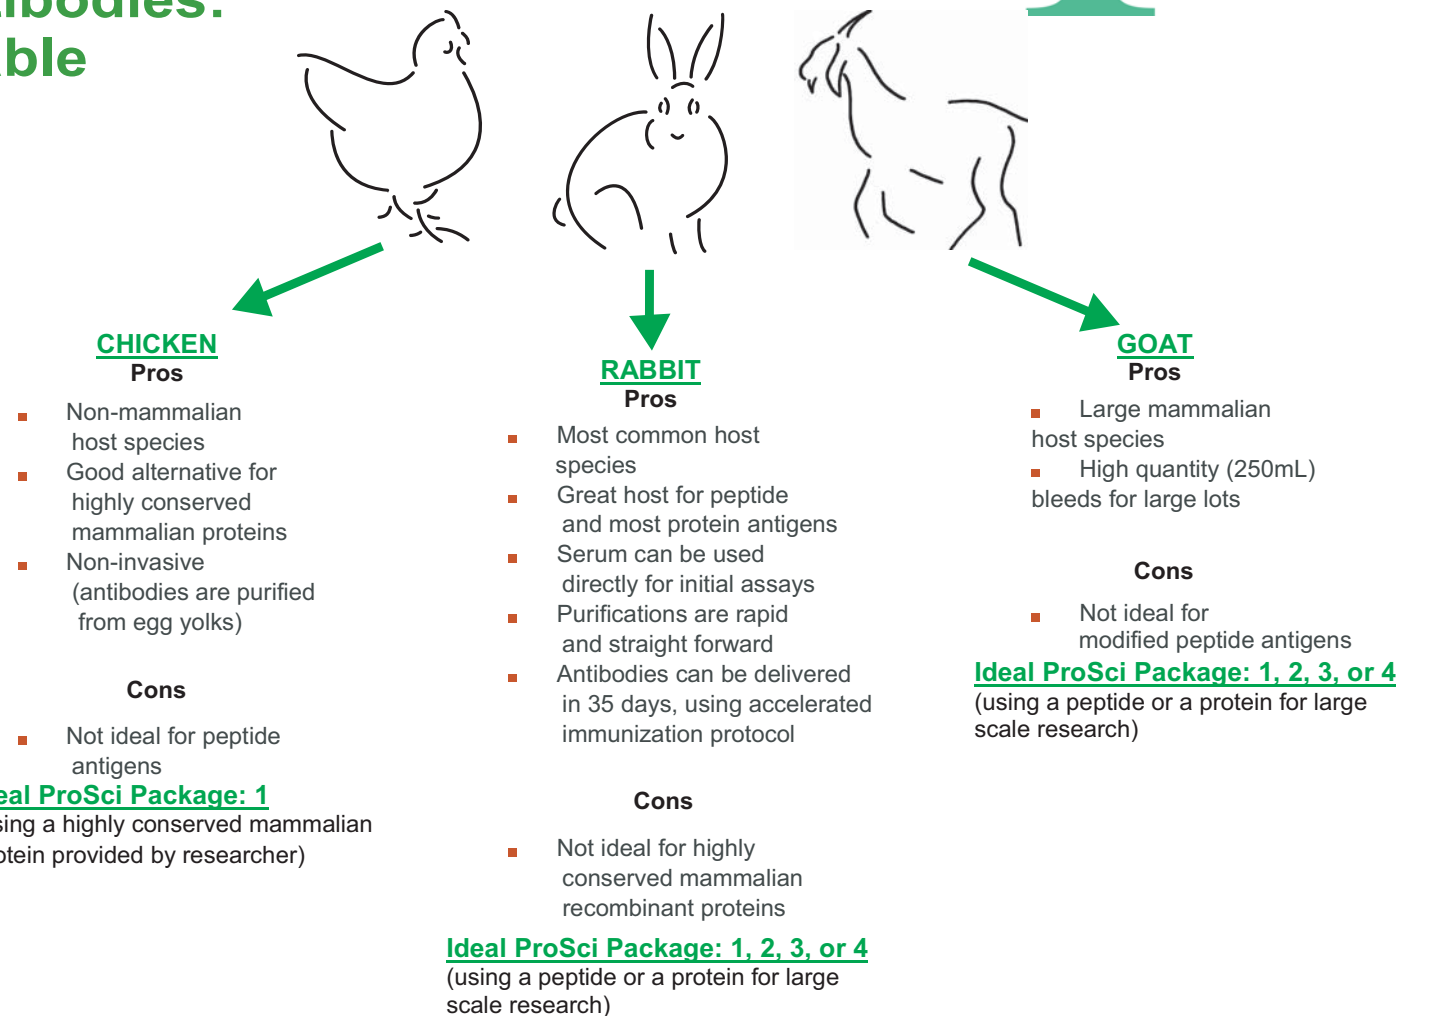 ibodies:
ble
CHICKEN
Pros
Non-mammalian
host species
Good alternative for
highly conserved
mammalian proteins
Non-invasive
(antibodies are purified
from egg yolks)
Cons
Not ideal for peptide
antigens
eal ProSci Package: 1
sing a highly conserved mammalian
otein provided by researcher)
RABBIT
Pros
Most common host
species
Great host for peptide
and most protein antigens
Serum can be used
directly for initial assays
Purifications are rapid
and straight forward
Antibodies can be delivered
in 35 days, using accelerated
immunization protocol
Cons
Not ideal for highly
conserved mammalian
recombinant proteins
Ideal ProSci Package: 1, 2, 3, or 4
(using a peptide or a protein for large
scale research)
GOAT
Pros
Large mammalian
host species
High quantity (250mL)
bleeds for large lots
Cons
Not ideal for
modified peptide antigens
Ideal ProSci Package: 1, 2, 3, or 4
(using a peptide or a protein for large
scale research)